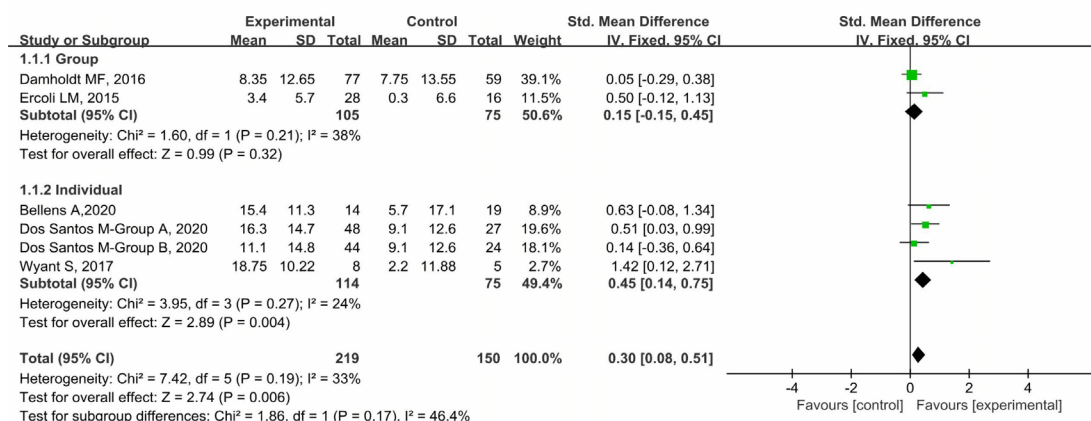 Experimental Control Std. Mean Difference Std. Mean Difference
Study or Subgroup Mean SD Total Mean SD Total Weight IV. Fixed. 95% CI IV. Fixed. 95% CI
1.1.1 Group
Damholdt MF, 2016 8.35 12.65 77 7.75 13.55 59 39.1% 0.05 [-0.29, 0.38]
Ercoli LM, 2015 3.4 5.7 28 0.3 6.6 16 11.5% 0.50 [-0.12, 1.13]
Subtotal (95% CI) 105 75 50.6% 0.15 [-0.15, 0.45]
Heterogeneity: Chi² = 1.60, df = 1 (P = 0.21); I² = 38%
Test for overall effect: Z = 0.99 (P = 0.32)
1.1.2 Individual
Bellens A,2020 15.4 11.3 14 5.7 17.1 19 8.9% 0.63 [-0.08, 1.34]
Dos Santos M-Group A, 2020 16.3 14.7 48 9.1 12.6 27 19.6% 0.51 [0.03, 0.99]
Dos Santos M-Group B, 2020 11.1 14.8 44 9.1 12.6 24 18.1% 0.14 [-0.36, 0.64]
Wyant S, 2017 18.75 10.22 8 2.2 11.88 5 2.7% 1.42 [0.12, 2.71]
Subtotal (95% CI) 114 75 49.4% 0.45 [0.14, 0.75]
Heterogeneity: Chi² = 3.95, df = 3 (P = 0.27); I² = 24%
Test for overall effect: Z = 2.89 (P = 0.004)
Total (95% CI) 219 150 100.0% 0.30 [0.08, 0.51]
Heterogeneity: Chi² = 7.42, df = 5 (P = 0.19); I² = 33%
Test for overall effect: Z = 2.74 (P = 0.006)
Test for subgroup differences: Chi² = 1.86. df = 1 (P = 0.17). I² = 46.4%
-4 -2 0 2 4
Favours [control] Favours [experimental]